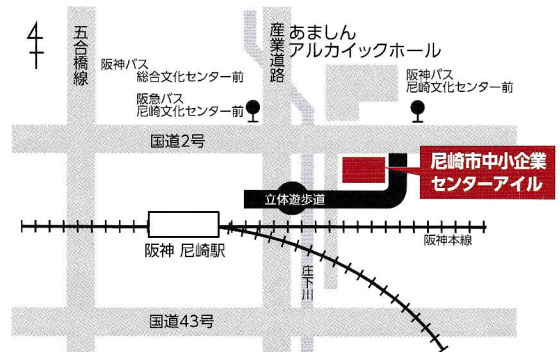 五合橋線
産業道路
あましん
アルカイックホール
阪神バス
総合文化センター前
阪急バス
尼崎文化センター前
阪神バス
尼崎文化センター前
国道2号
尼崎市中小企業
センターアイル
立体遊歩道
阪神 尼崎駅
阪神本線
庄下川
国道43号